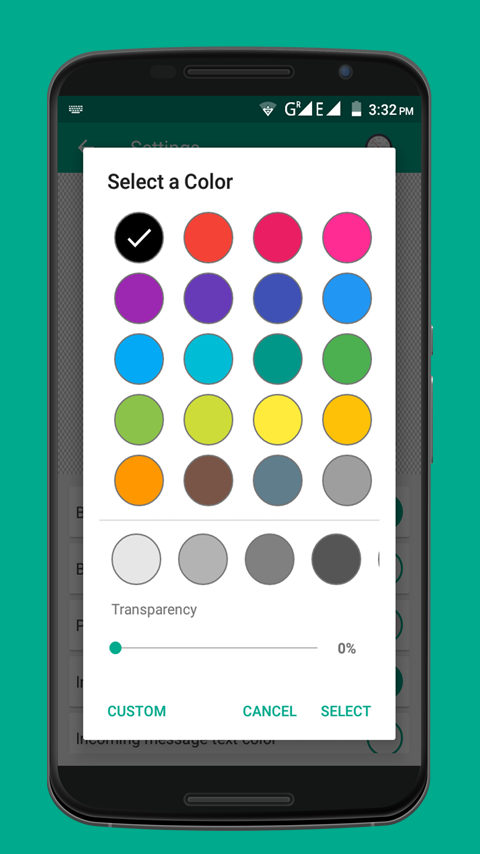 G R E 3:32 PM
Settings
Select a Color
B
B
P
In
Transparency
0%
CUSTOM CANCEL SELECT
Incoming message text color